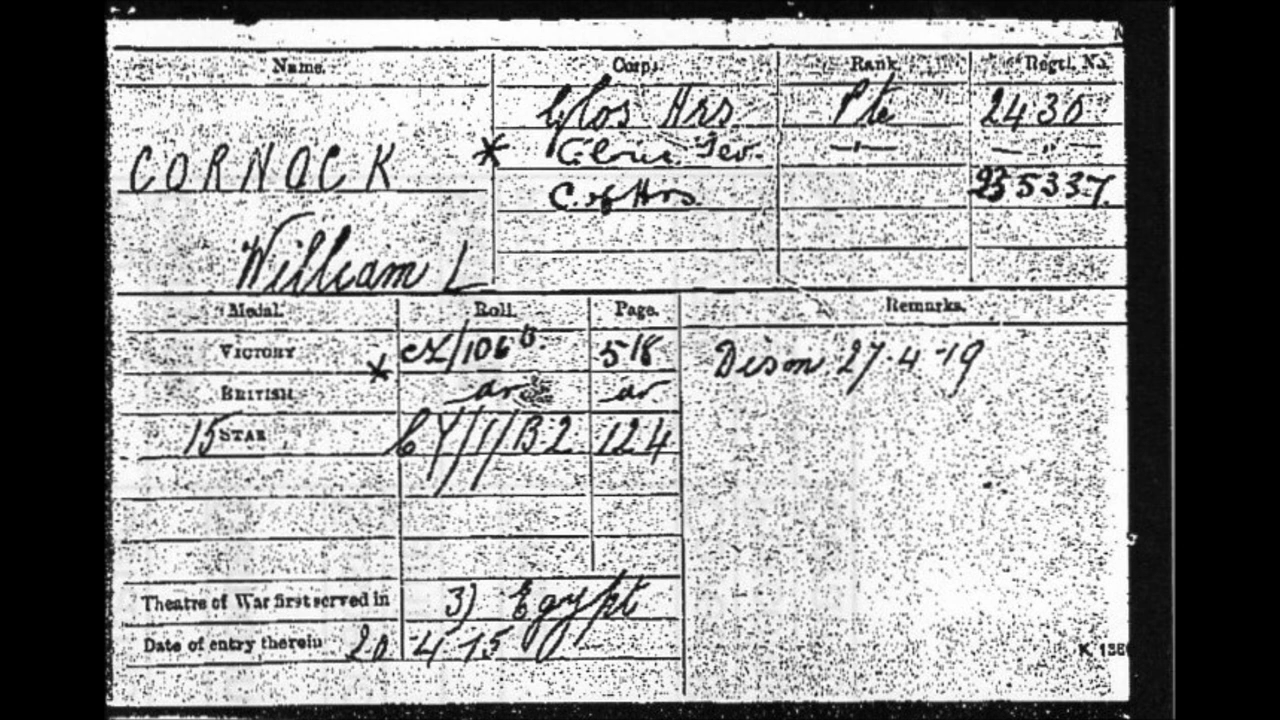 Name. Corps. Rank Regtl. No.
Glos Hrs Pte 2430
CORNOCK * Glouc Yeo. —"— —"—
C. of Hrs 235337.
William L
Medal. Roll. Page. Remarks.
VICTORY * 518 Disem. 27-4-19
BRITISH do do
15 STAR 124
Theatre of War first served in 3) Egypt
Date of entry therein 20-4-15
K 1380